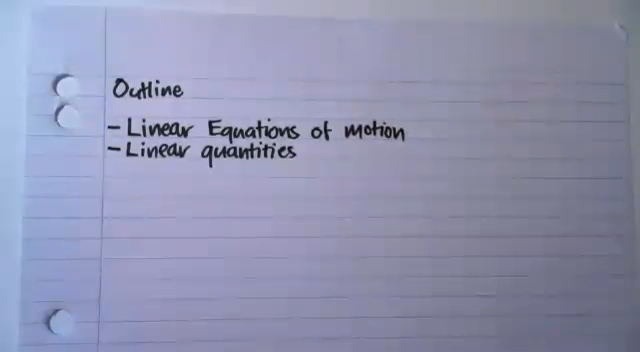 Outline
- Linear Equations of motion
- Linear quantities